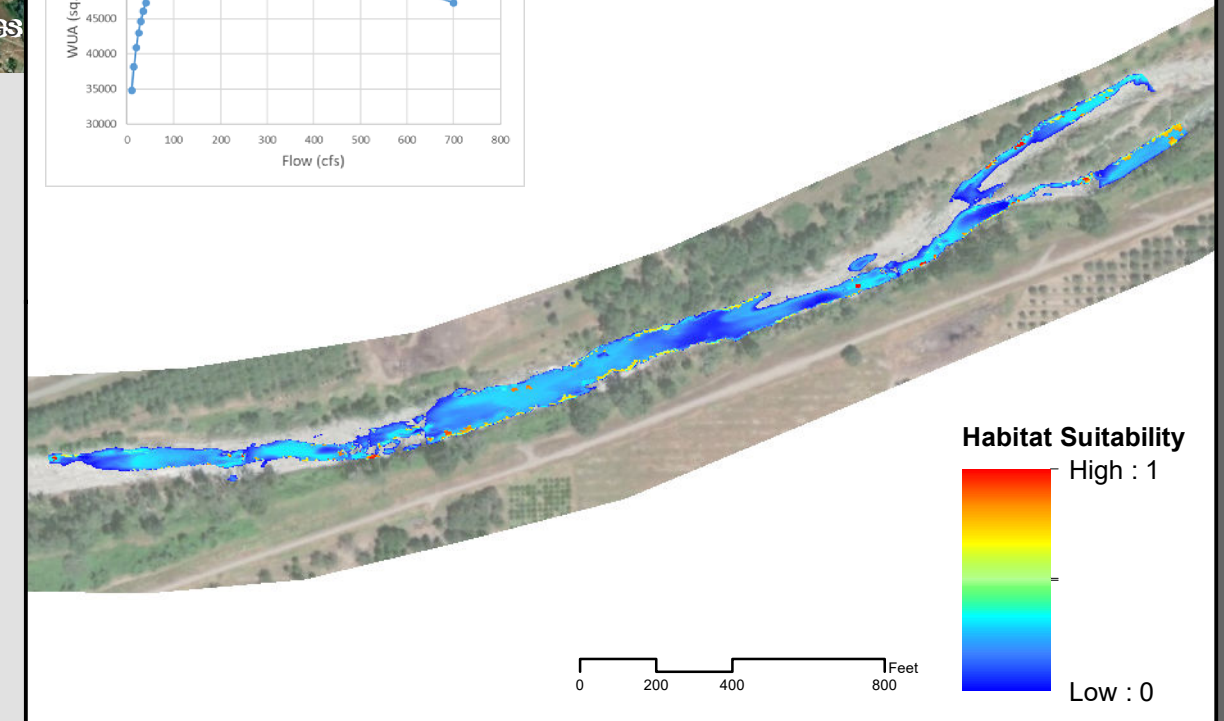 GS
WUA (sq.
45000
40000
35000
30000
0 100 200 300 400 500 600 700 800
Flow (cfs)
Habitat Suitability
High : 1
Low : 0
Feet
0 200 400 800